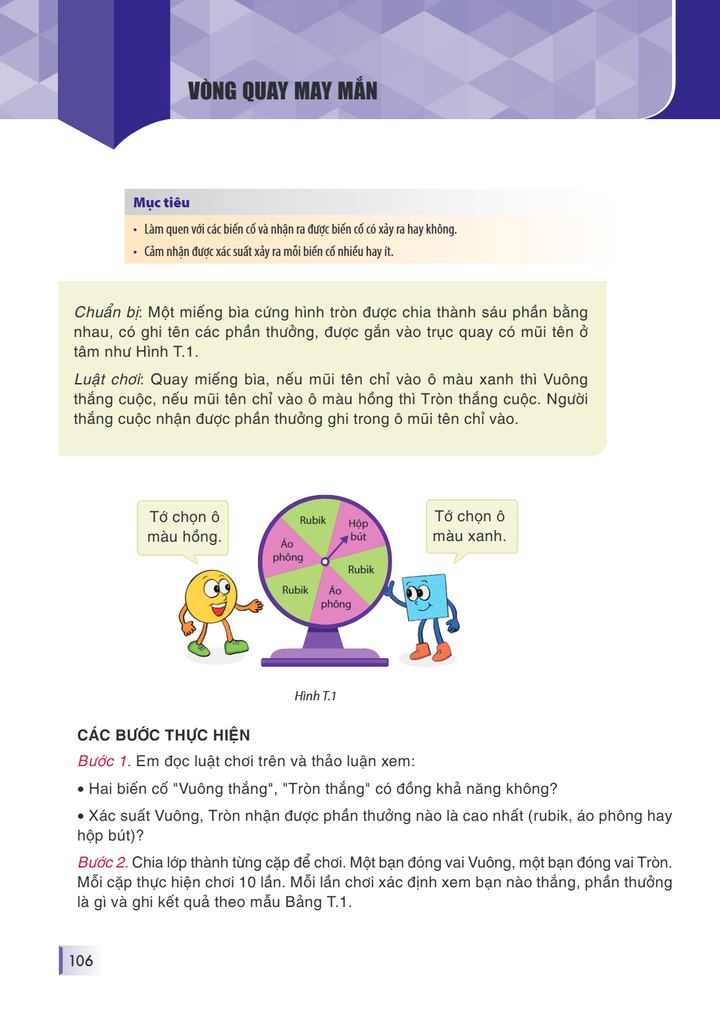 VÒNG QUAY MAY MẮN
Mục tiêu
• Làm quen với các biến cố và nhận ra được biến cố có xảy ra hay không.
• Cảm nhận được xác suất xảy ra mỗi biến cố nhiều hay ít.
Chuẩn bị: Một miếng bìa cứng hình tròn được chia thành sáu phần bằng
nhau, có ghi tên các phần thưởng, được gắn vào trục quay có mũi tên ở
tâm như Hình T.1.
Luật chơi: Quay miếng bìa, nếu mũi tên chỉ vào ô màu xanh thì Vuông
thắng cuộc, nếu mũi tên chỉ vào ô màu hồng thì Tròn thắng cuộc. Người
thắng cuộc nhận được phần thưởng ghi trong ô mũi tên chỉ vào.
Tớ chọn ô
màu hồng.
Rubik
Hộp
bút
Áo
phông
Rubik
Rubik
Áo
phông
Tớ chọn ô
màu xanh.
Hình T.1
CÁC BƯỚC THỰC HIỆN
Bước 1. Em đọc luật chơi trên và thảo luận xem:
• Hai biến cố "Vuông thắng", "Tròn thắng" có đồng khả năng không?
• Xác suất Vuông, Tròn nhận được phần thưởng nào là cao nhất (rubik, áo phông hay
hộp bút)?
Bước 2. Chia lớp thành từng cặp để chơi. Một bạn đóng vai Vuông, một bạn đóng vai Tròn.
Mỗi cặp thực hiện chơi 10 lần. Mỗi lần chơi xác định xem bạn nào thắng, phần thưởng
là gì và ghi kết quả theo mẫu Bảng T.1.
106